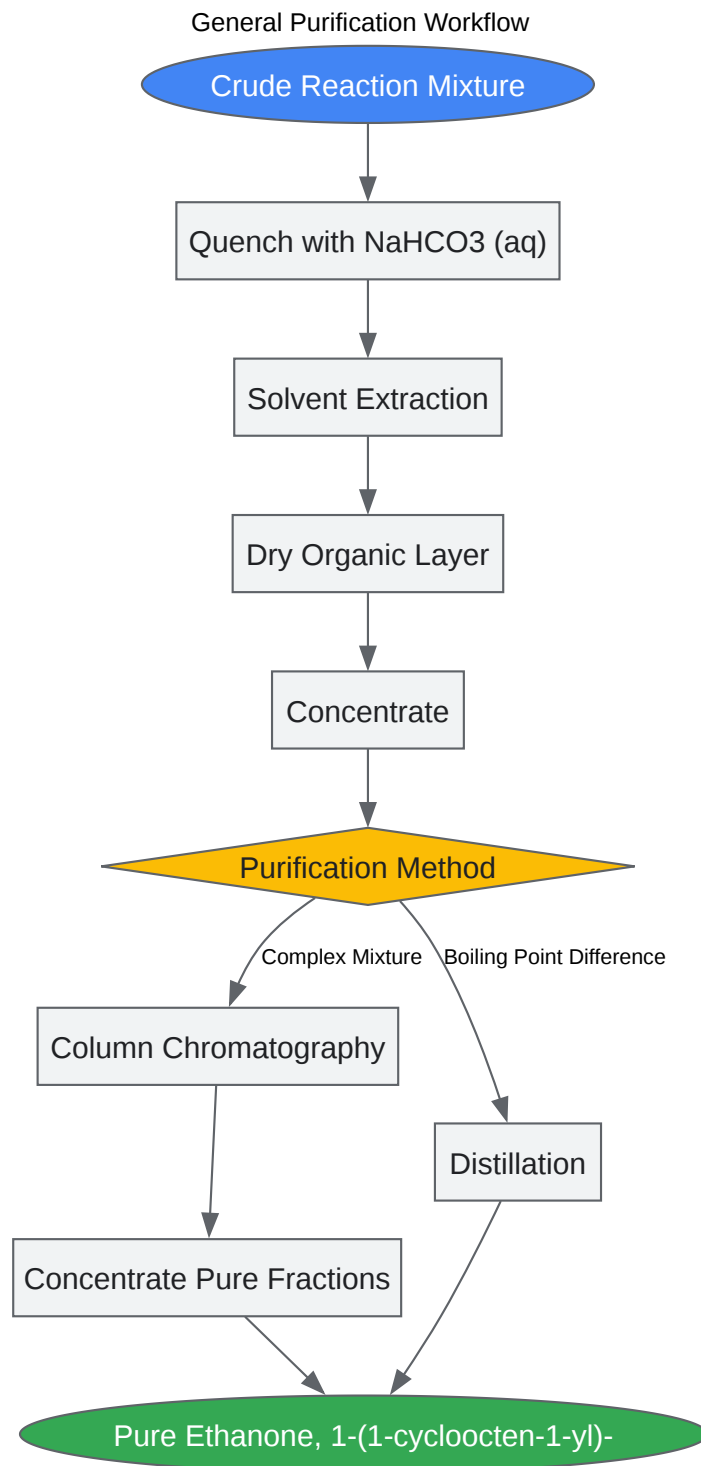 General Purification Workflow
Crude Reaction Mixture
Quench with NaHCO3 (aq)
Solvent Extraction
Dry Organic Layer
Concentrate
Purification Method
Complex Mixture
Boiling Point Difference
Column Chromatography
Distillation
Concentrate Pure Fractions
Pure Ethanone, 1-(1-cycloocten-1-yl)-